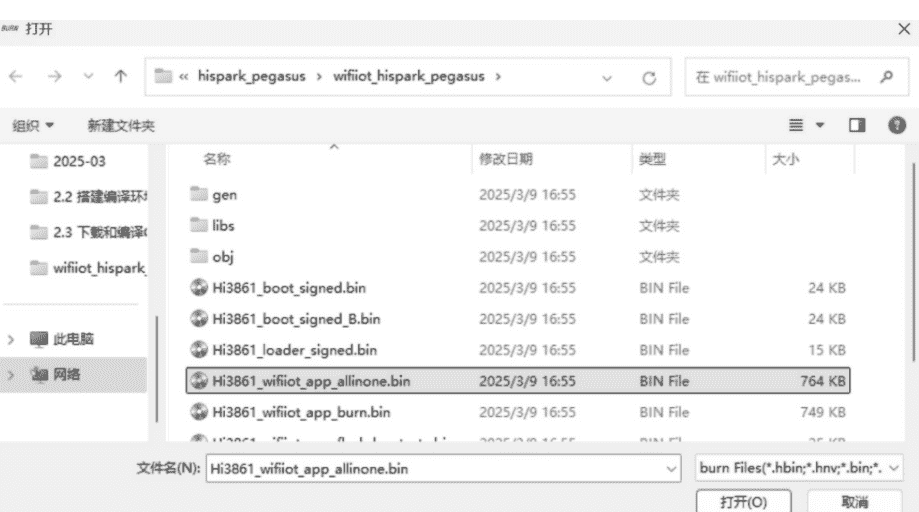 BURN 打开
« hispark_pegasus › wifiiot_hispark_pegasus ›
在 wifiiot_hispark_pegas...
组织 新建文件夹
名称 修改日期 类型 大小
2025-03
2.2 搭建编译环
2.3 下载和编译
wifiiot_hispark_
此电脑
网络
gen 2025/3/9 16:55 文件夹
libs 2025/3/9 16:55 文件夹
obj 2025/3/9 16:55 文件夹
Hi3861_boot_signed.bin 2025/3/9 16:55 BIN File 24 KB
Hi3861_boot_signed_B.bin 2025/3/9 16:55 BIN File 24 KB
Hi3861_loader_signed.bin 2025/3/9 16:55 BIN File 15 KB
Hi3861_wifiiot_app_allinone.bin 2025/3/9 16:55 BIN File 764 KB
Hi3861_wifiiot_app_burn.bin 2025/3/9 16:55 BIN File 749 KB
文件名(N): Hi3861_wifiiot_app_allinone.bin burn Files(*.hbin;*.hnv;*.bin;*.
打开(O) 取消